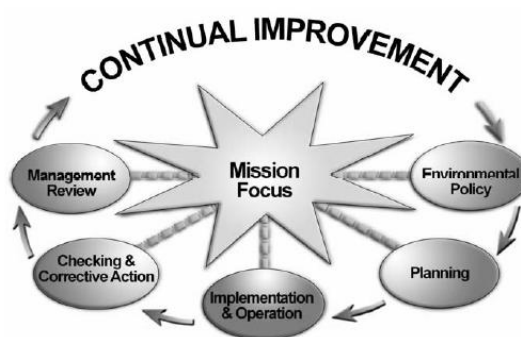 CONTINUAL IMPROVEMENT
Mission
Focus
Management
Review
Environmental
Policy
Checking &
Corrective Action
Planning
Implementation
& Operation